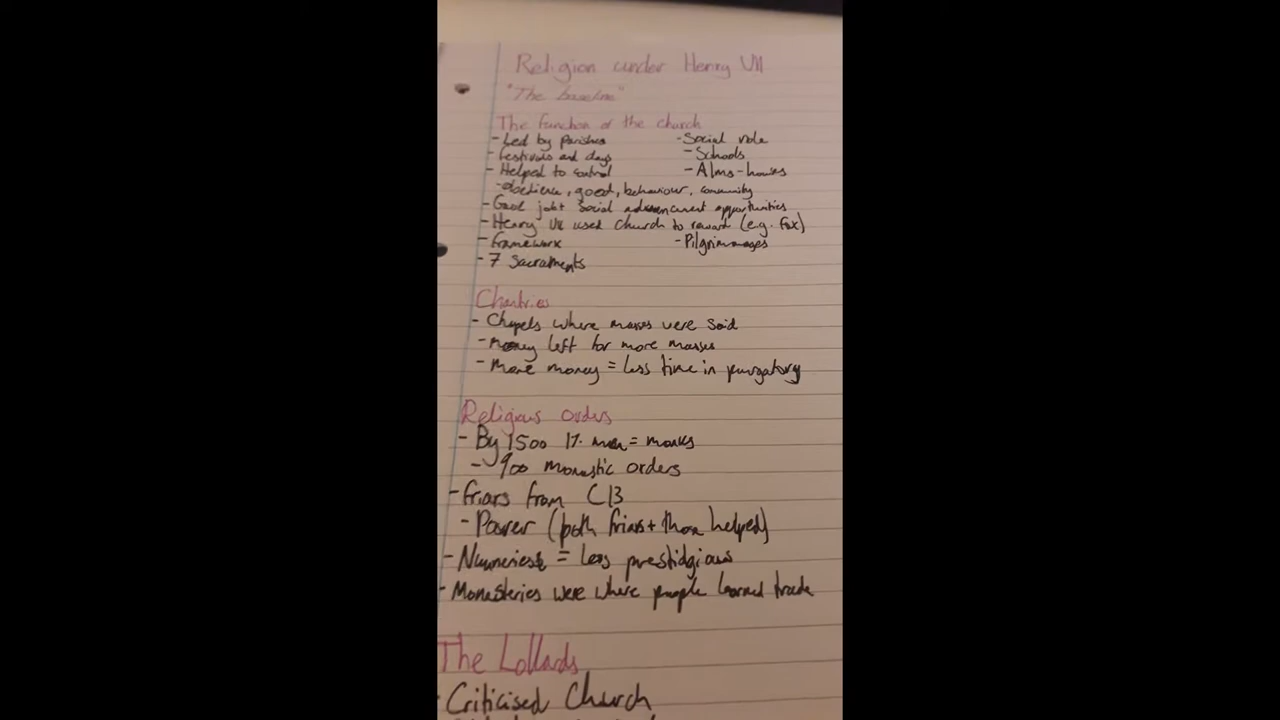 Religion under Henry VII
"The baseline"
The function of the church
- Led by parishes
- Festivals and days
- Helped to control
- obedience, good, behaviour, community
- Good job + social advancement opportunities
- Henry VII used church to reward (e.g. Fox)
- Framework
- 7 Sacraments
- Social role
- Schools
- Alms-houses
- Pilgrimages
Chantries
- Chapels where masses were said
- money left for more masses
- More money = less time in purgatory
Religious orders
- By 1500 1% men = monks
- 900 monastic orders
- Friars from C13
- Power (both friars + those helped)
- Nunneries = less prestidgious
- Monasteries were where people learned trade
The Lollards
- Criticised Church